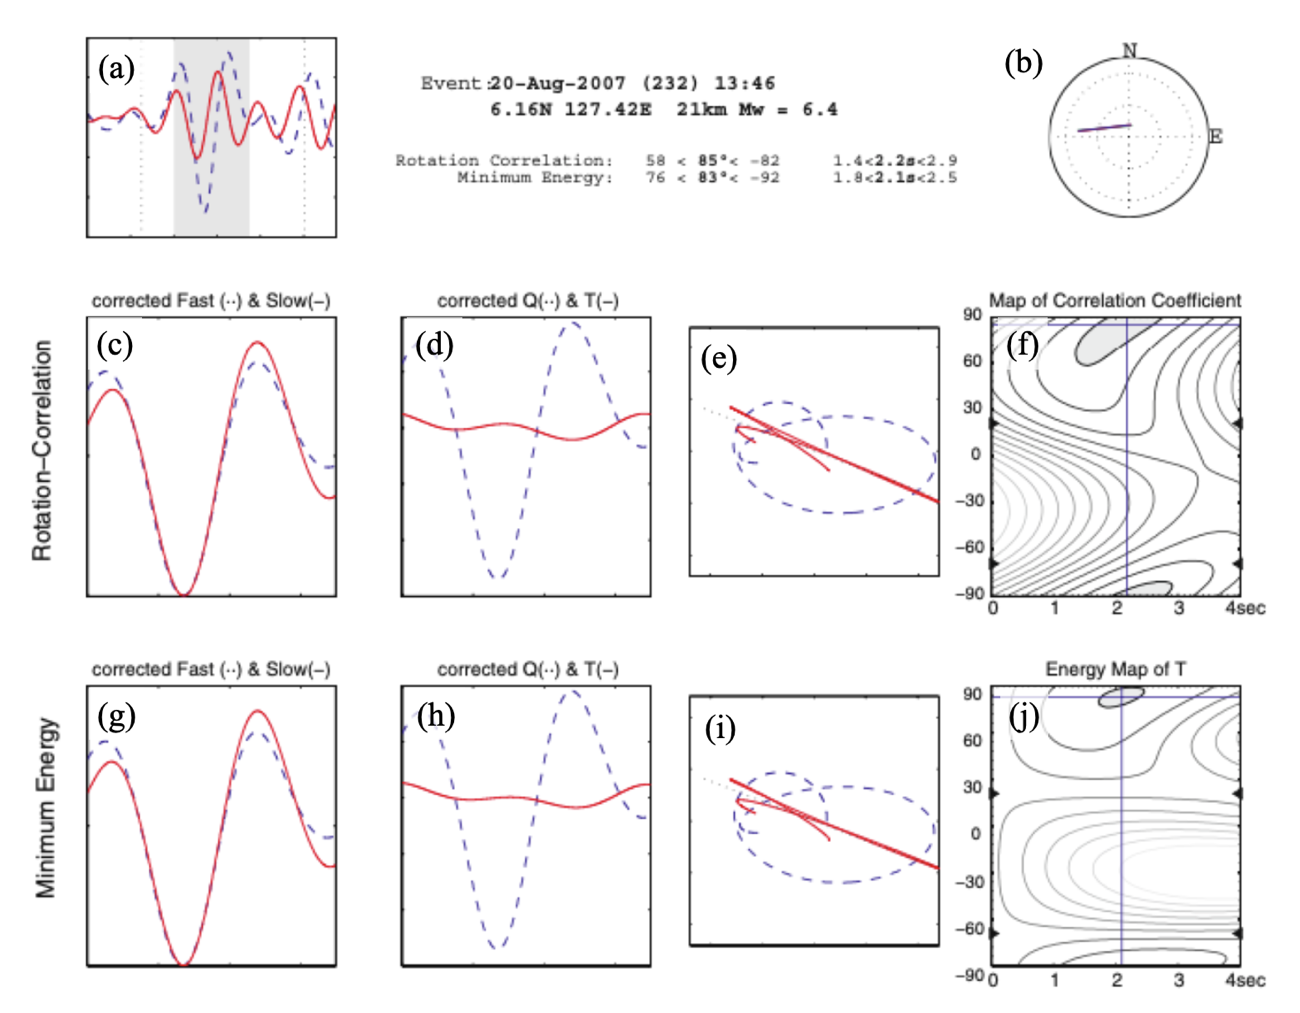 (a)
Event:20-Aug-2007 (232) 13:46
6.16N 127.42E 21km Mw = 6.4
Rotation Correlation: 58 < 85°< -82 1.4<2.2s<2.9
Minimum Energy: 76 < 83°< -92 1.8<2.1s<2.5
(b)
N
E
Rotation-Correlation
corrected Fast (··) & Slow(-)
(c)
corrected Q(··) & T(-)
(d)
(e)
Map of Correlation Coefficient
(f)
90
60
30
0
-30
-60
-90
0 1 2 3 4sec
Minimum Energy
corrected Fast (··) & Slow(-)
(g)
corrected Q(··) & T(-)
(h)
(i)
Energy Map of T
(j)
90
60
30
0
-30
-60
-90
0 1 2 3 4sec